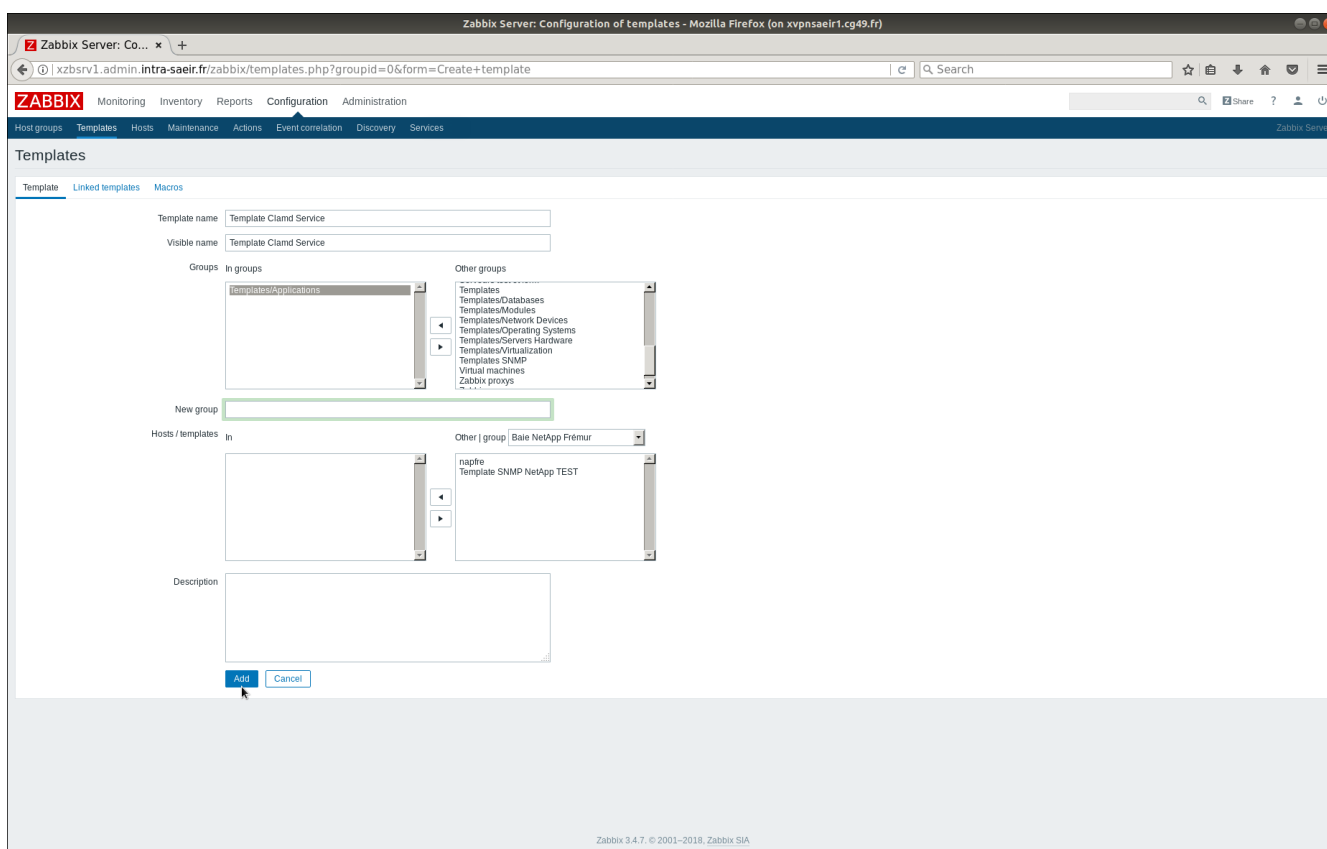 Zabbix Server: Configuration of templates - Mozilla Firefox (on xvpnsaeir1.cg49.fr)
Z Zabbix Server: Co... × +
xzbsrv1.admin.intra-saeir.fr/zabbix/templates.php?groupid=0&form=Create+template Search
ZABBIX Monitoring Inventory Reports Configuration Administration Z Share ?
Host groups Templates Hosts Maintenance Actions Event correlation Discovery Services Zabbix Serve
Templates
Template Linked templates Macros
Template name Template Clamd Service
Visible name Template Clamd Service
Groups In groups Other groups
Templates/Applications
Templates
Templates/Databases
Templates/Modules
Templates/Network Devices
Templates/Operating Systems
Templates/Servers Hardware
Templates/Virtualization
Templates SNMP
Virtual machines
Zabbix proxys
New group
Hosts / templates In Other | group Baie NetApp Frémur
napfre
Template SNMP NetApp TEST
Description
Add Cancel
Zabbix 3.4.7. © 2001–2018, Zabbix SIA